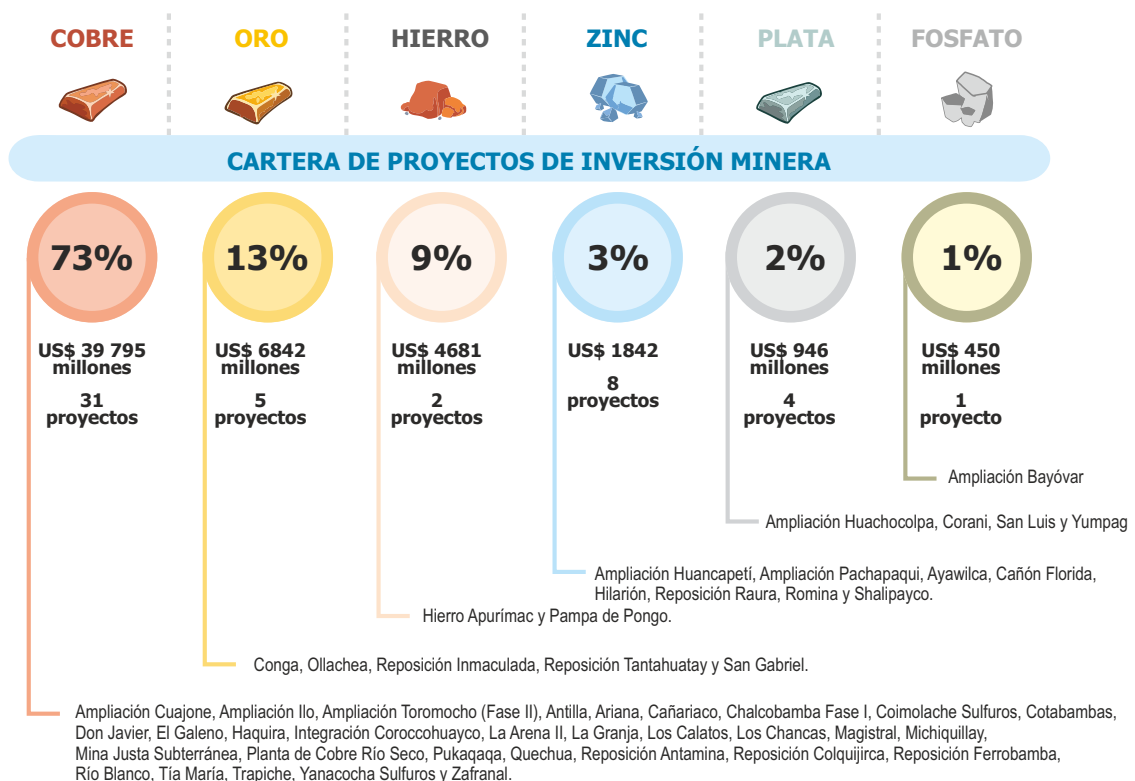 COBRE
ORO
HIERRO
ZINC
PLATA
FOSFATO
CARTERA DE PROYECTOS DE INVERSIÓN MINERA
73%
13%
9%
3%
2%
1%
US$ 39 795
millones
31
proyectos
US$ 6842
millones
5
proyectos
US$ 4681
millones
2
proyectos
US$ 1842
8
proyectos
US$ 946
millones
4
proyectos
US$ 450
millones
1
proyecto
Ampliación Bayóvar
Ampliación Huachocolpa, Corani, San Luis y Yumpag
Ampliación Huancapetí, Ampliación Pachapaqui, Ayawilca, Cañón Florida,
Hilarión, Reposición Raura, Romina y Shalipayco.
Hierro Apurímac y Pampa de Pongo.
Conga, Ollachea, Reposición Inmaculada, Reposición Tantahuatay y San Gabriel.
Ampliación Cuajone, Ampliación Ilo, Ampliación Toromocho (Fase II), Antilla, Ariana, Cañariaco, Chalcobamba Fase I, Coimolache Sulfuros, Cotabambas,
Don Javier, El Galeno, Haquira, Integración Coroccohuayco, La Arena II, La Granja, Los Calatos, Los Chancas, Magistral, Michiquillay,
Mina Justa Subterránea, Planta de Cobre Río Seco, Pukaqaqa, Quechua, Reposición Antamina, Reposición Colquijirca, Reposición Ferrobamba,
Río Blanco, Tía María, Trapiche, Yanacocha Sulfuros y Zafranal.